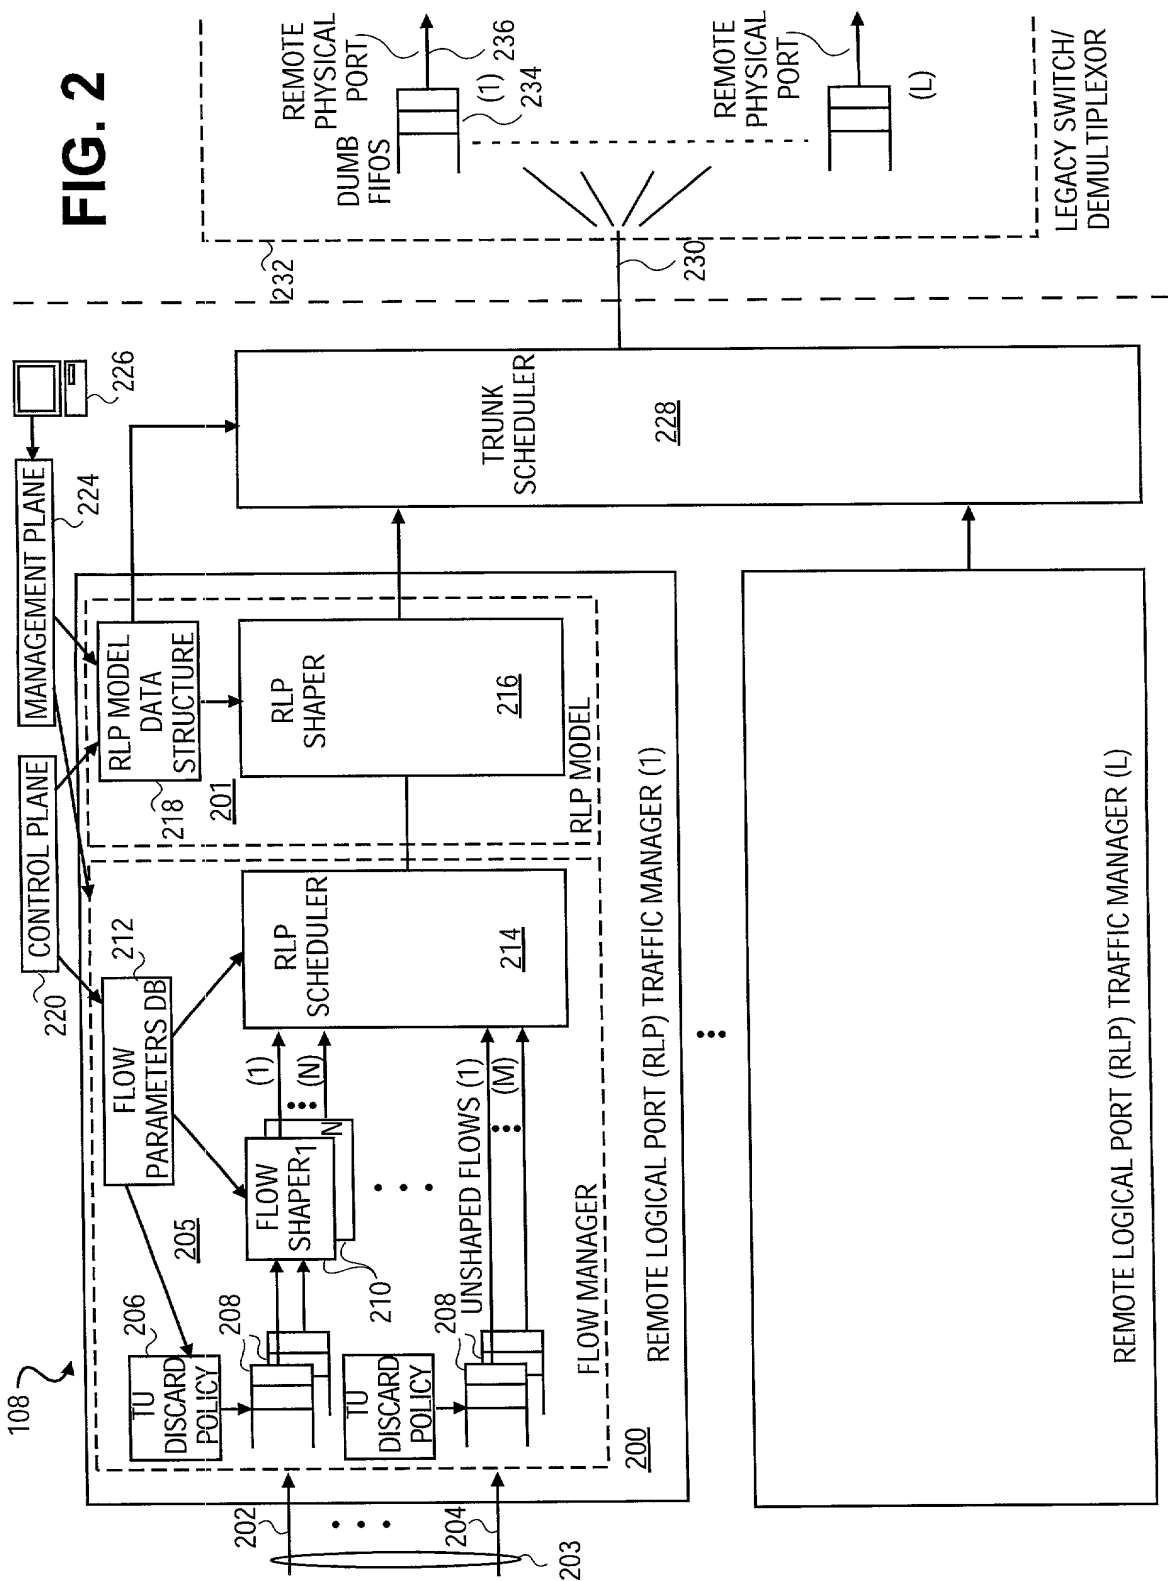 FIG. 2
108
202
204
203
TU
DISCARD
POLICY
206
208
TU
DISCARD
POLICY
208
205
FLOW
PARAMETERS DB
212
FLOW
SHAPER 1
N
210
(1)
(N)
UNSHAPED FLOWS (1)
(M)
RLP
SCHEDULER
214
FLOW MANAGER
200
220
CONTROL PLANE
MANAGEMENT PLANE
224
226
RLP MODEL
DATA
STRUCTURE
218
201
RLP
SHAPER
216
RLP MODEL
REMOTE LOGICAL PORT (RLP) TRAFFIC MANAGER (1)
REMOTE LOGICAL PORT (RLP) TRAFFIC MANAGER (L)
TRUNK
SCHEDULER
228
230
232
DUMB
FIFOS
REMOTE
PHYSICAL
PORT
236
(1)
234
REMOTE
PHYSICAL
PORT
(L)
LEGACY SWITCH/
DEMULTIPLEXOR